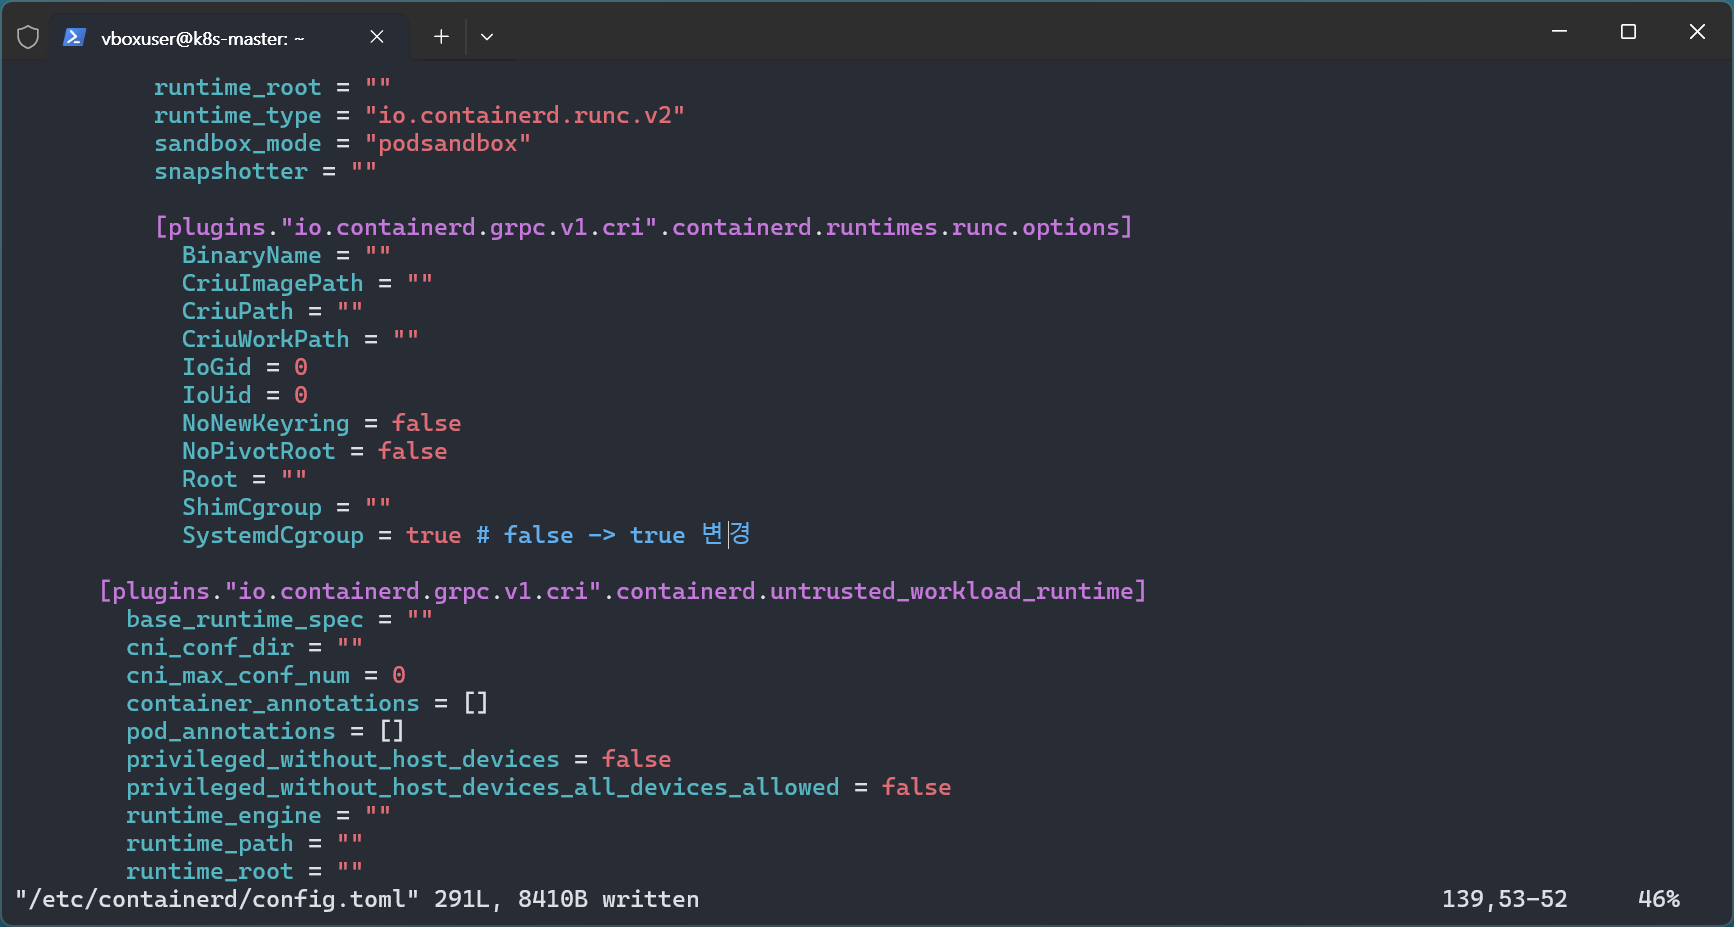 vboxuser@k8s-master: ~
runtime_root = ""
runtime_type = "io.containerd.runc.v2"
sandbox_mode = "podsandbox"
snapshotter = ""
[plugins."io.containerd.grpc.v1.cri".containerd.runtimes.runc.options]
BinaryName = ""
CriuImagePath = ""
CriuPath = ""
CriuWorkPath = ""
IoGid = 0
IoUid = 0
NoNewKeyring = false
NoPivotRoot = false
Root = ""
ShimCgroup = ""
SystemdCgroup = true # false -> true 변경
[plugins."io.containerd.grpc.v1.cri".containerd.untrusted_workload_runtime]
base_runtime_spec = ""
cni_conf_dir = ""
cni_max_conf_num = 0
container_annotations = []
pod_annotations = []
privileged_without_host_devices = false
privileged_without_host_devices_all_devices_allowed = false
runtime_engine = ""
runtime_path = ""
runtime_root = ""
"/etc/containerd/config.toml" 291L, 8410B written 139,53-52 46%